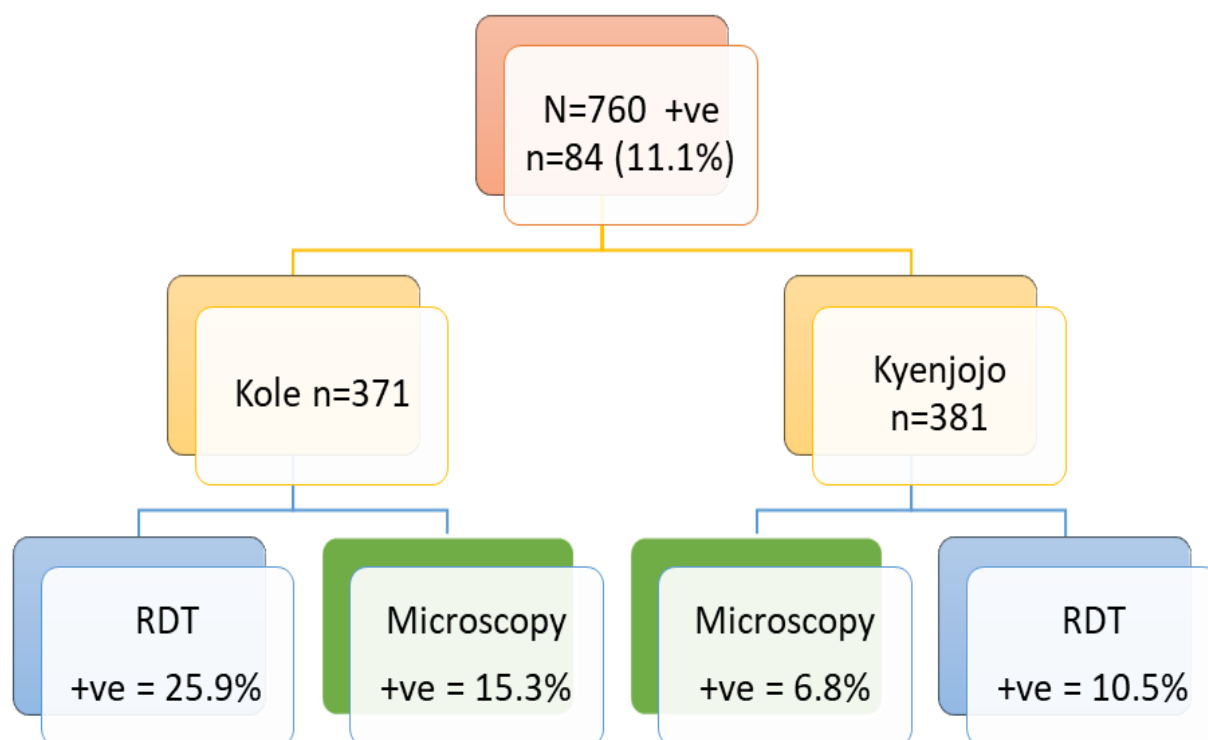 N=760 +ve
n=84 (11.1%)
Kole n=371
Kyenjojo
n=381
RDT
+ve = 25.9%
Microscopy
+ve = 15.3%
Microscopy
+ve = 6.8%
RDT
+ve = 10.5%